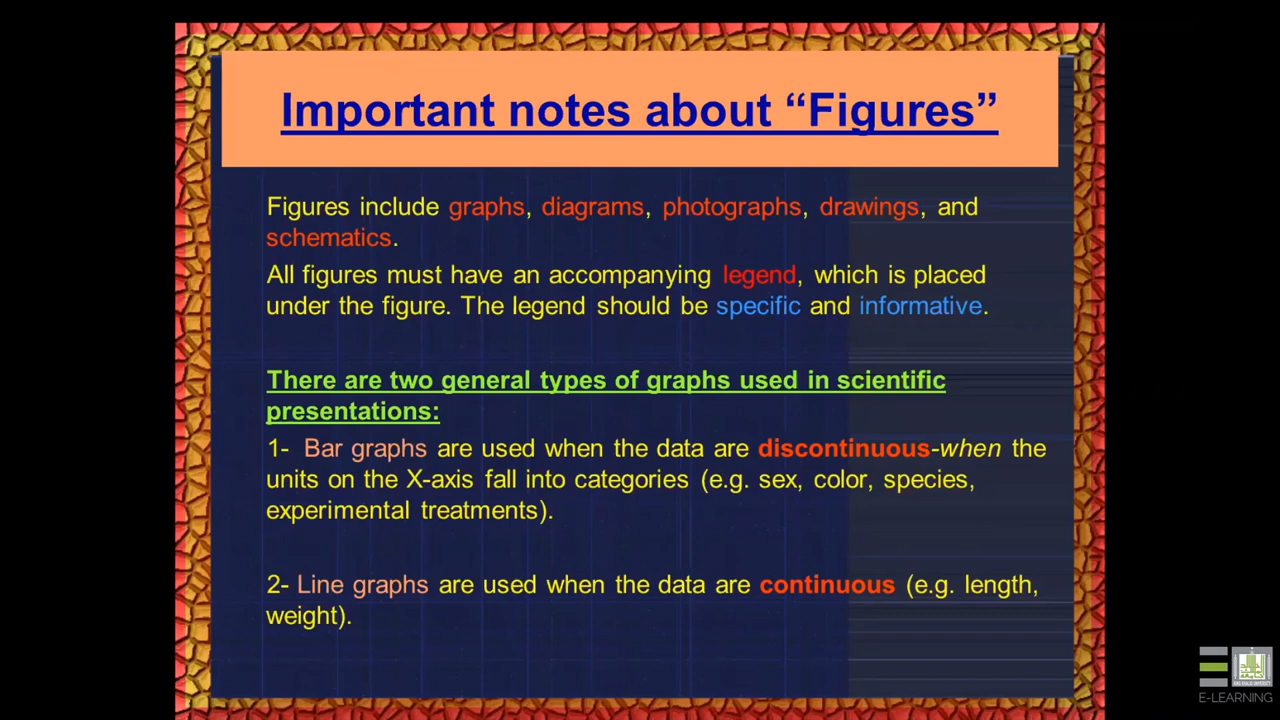 Important notes about “Figures”
Figures include graphs, diagrams, photographs, drawings, and
schematics.
All figures must have an accompanying legend, which is placed
under the figure. The legend should be specific and informative.
There are two general types of graphs used in scientific
presentations:
1- Bar graphs are used when the data are discontinuous-when the
units on the X-axis fall into categories (e.g. sex, color, species,
experimental treatments).
2- Line graphs are used when the data are continuous (e.g. length,
weight).
E-LEARNING